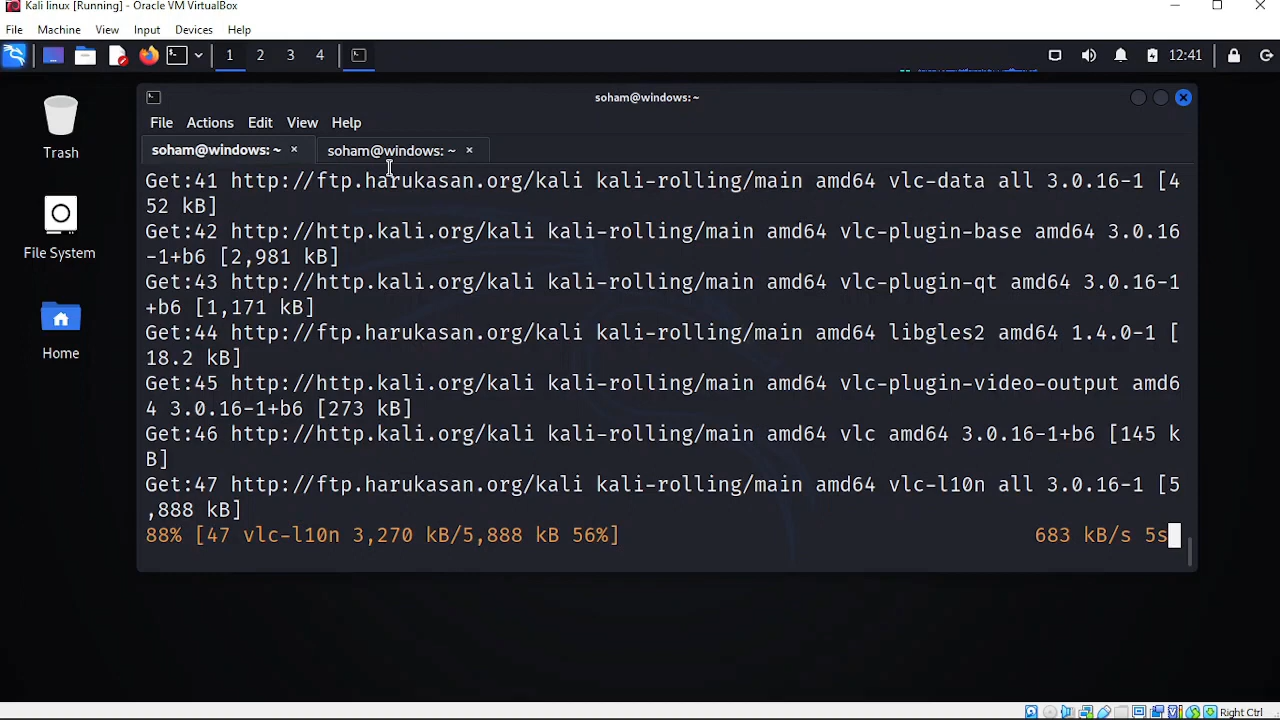 Kali linux [Running] - Oracle VM VirtualBox
File Machine View Input Devices Help
1 2 3 4 12:41
soham@windows: ~
File Actions Edit View Help
soham@windows: ~ × soham@windows: ~ ×
Trash
File System
Home
Get:41 http://ftp.harukasan.org/kali kali-rolling/main amd64 vlc-data all 3.0.16-1 [4
52 kB]
Get:42 http://http.kali.org/kali kali-rolling/main amd64 vlc-plugin-base amd64 3.0.16
-1+b6 [2,981 kB]
Get:43 http://http.kali.org/kali kali-rolling/main amd64 vlc-plugin-qt amd64 3.0.16-1
+b6 [1,171 kB]
Get:44 http://ftp.harukasan.org/kali kali-rolling/main amd64 libgles2 amd64 1.4.0-1 [
18.2 kB]
Get:45 http://http.kali.org/kali kali-rolling/main amd64 vlc-plugin-video-output amd6
4 3.0.16-1+b6 [273 kB]
Get:46 http://http.kali.org/kali kali-rolling/main amd64 vlc amd64 3.0.16-1+b6 [145 k
B]
Get:47 http://ftp.harukasan.org/kali kali-rolling/main amd64 vlc-l10n all 3.0.16-1 [5
,888 kB]
88% [47 vlc-l10n 3,270 kB/5,888 kB 56%] 683 kB/s 5s
Right Ctrl